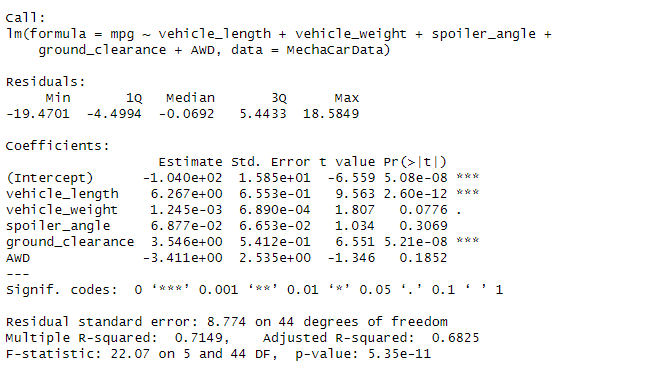 Call:
lm(formula = mpg ~ vehicle_length + vehicle_weight + spoiler_angle +
    ground_clearance + AWD, data = MechaCarData)

Residuals:
     Min       1Q   Median       3Q      Max
-19.4701  -4.4994  -0.0692   5.4433  18.5849

Coefficients:
                   Estimate Std. Error t value Pr(>|t|)
(Intercept)      -1.040e+02  1.585e+01  -6.559 5.08e-08 ***
vehicle_length    6.267e+00  6.553e-01   9.563 2.60e-12 ***
vehicle_weight    1.245e-03  6.890e-04   1.807   0.0776 .
spoiler_angle     6.877e-02  6.653e-02   1.034   0.3069
ground_clearance  3.546e+00  5.412e-01   6.551 5.21e-08 ***
AWD              -3.411e+00  2.535e+00  -1.346   0.1852
---
Signif. codes:  0 ‘***’ 0.001 ‘**’ 0.01 ‘*’ 0.05 ‘.’ 0.1 ‘ ’ 1

Residual standard error: 8.774 on 44 degrees of freedom
Multiple R-squared:  0.7149,    Adjusted R-squared:  0.6825
F-statistic: 22.07 on 5 and 44 DF,  p-value: 5.35e-11